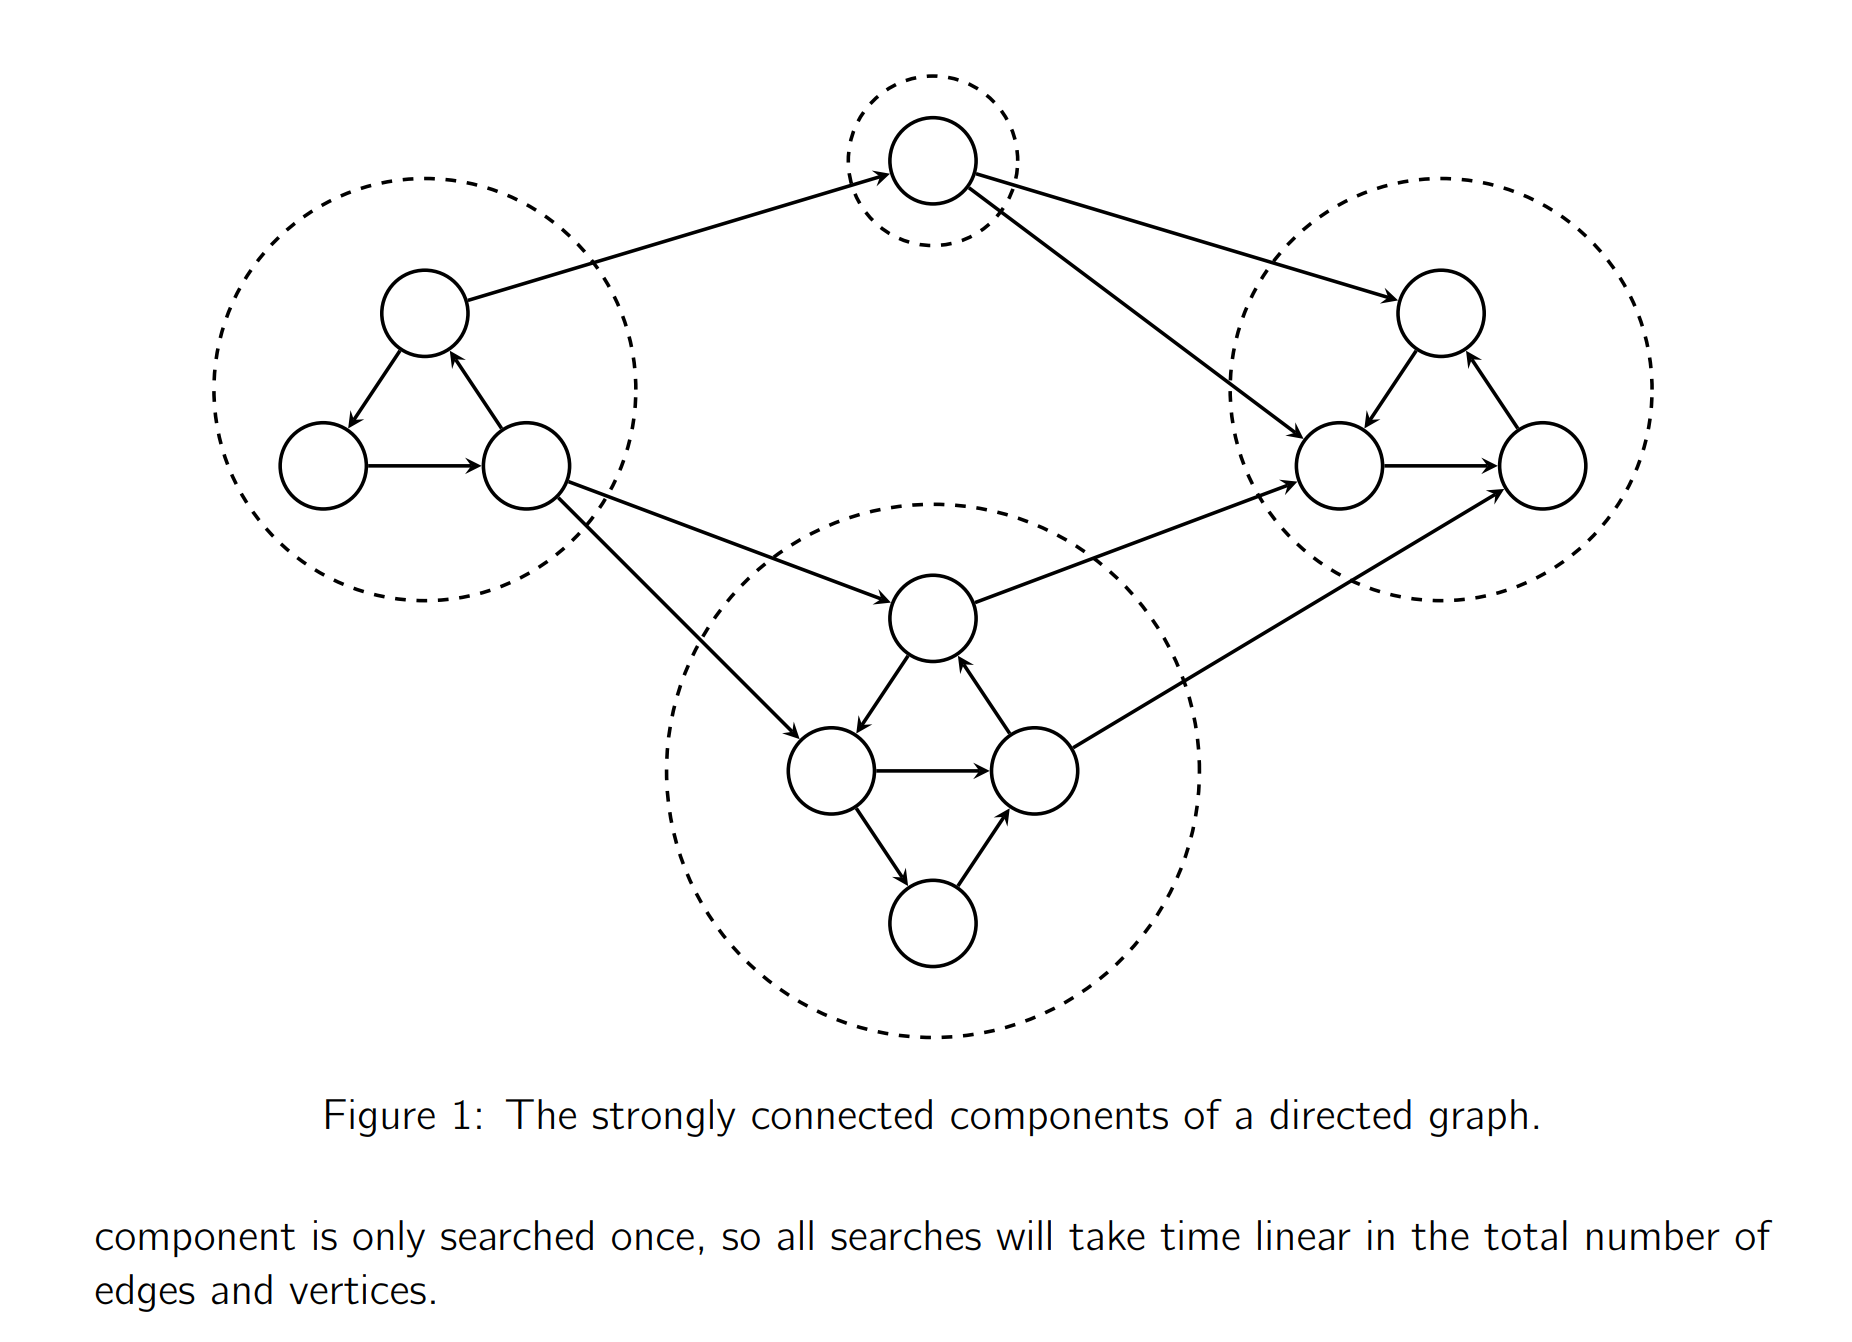 Figure 1: The strongly connected components of a directed graph.
component is only searched once, so all searches will take time linear in the total number of
edges and vertices.